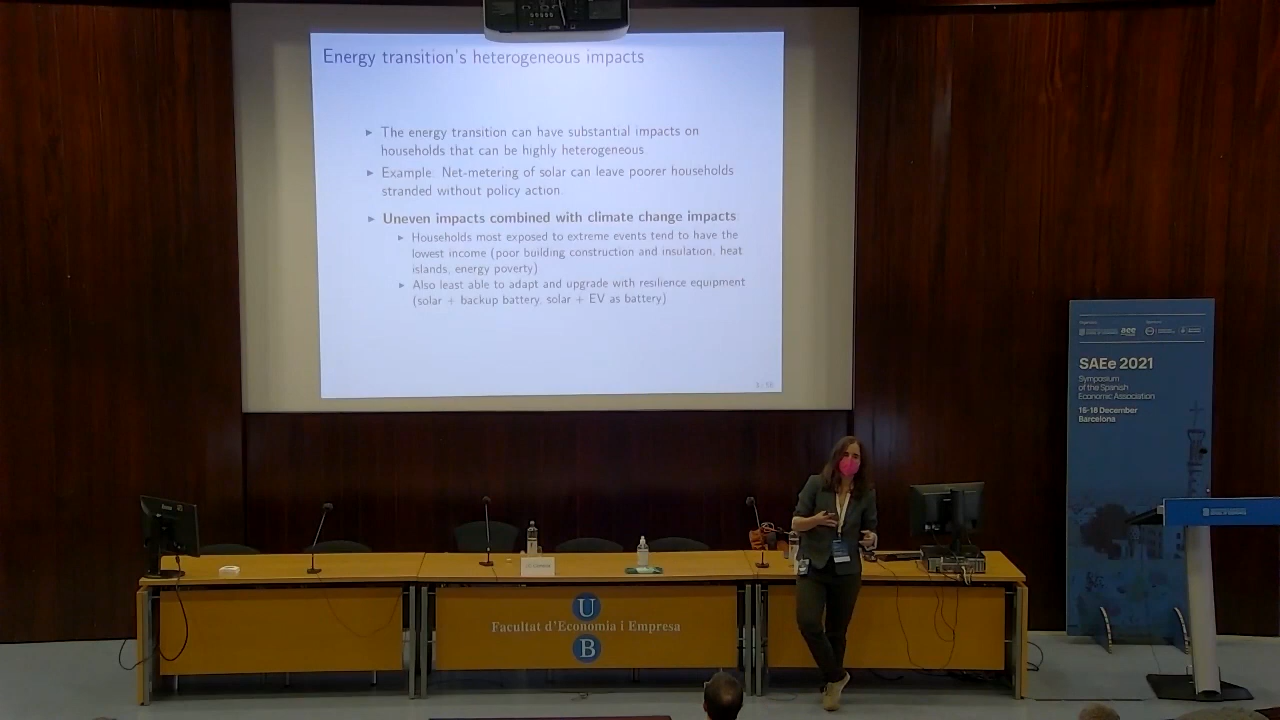 Energy transition's heterogeneous impacts
The energy transition can have substantial impacts on
households that can be highly heterogeneous
Example: Net-metering of solar can leave poorer households
stranded without policy action.
Uneven impacts combined with climate change impacts
Households most exposed to extreme events tend to have the
lowest income (poor building construction and insulation, heat
islands, energy poverty)
Also least able to adapt and upgrade with resilience equipment
(solar + backup battery, solar + EV as battery)
SAEe 2021
Symposium
of the Spanish
Economic Association
16-18 December
Barcelona
U
Facultat d'Economia i Empresa
B